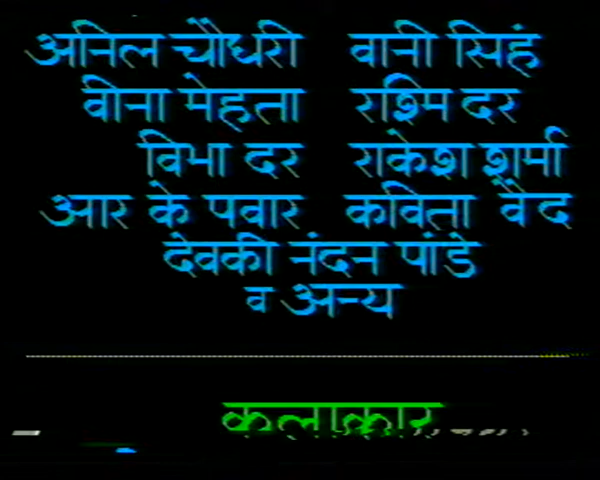 अनिल चौधरी वानी सिहं
वीना मेहता रश्मि दर
विभा दर राकेश शर्मा
आर के पवार कविता वैद
देवकी नंदन पांडे
व अन्य
कलाकार